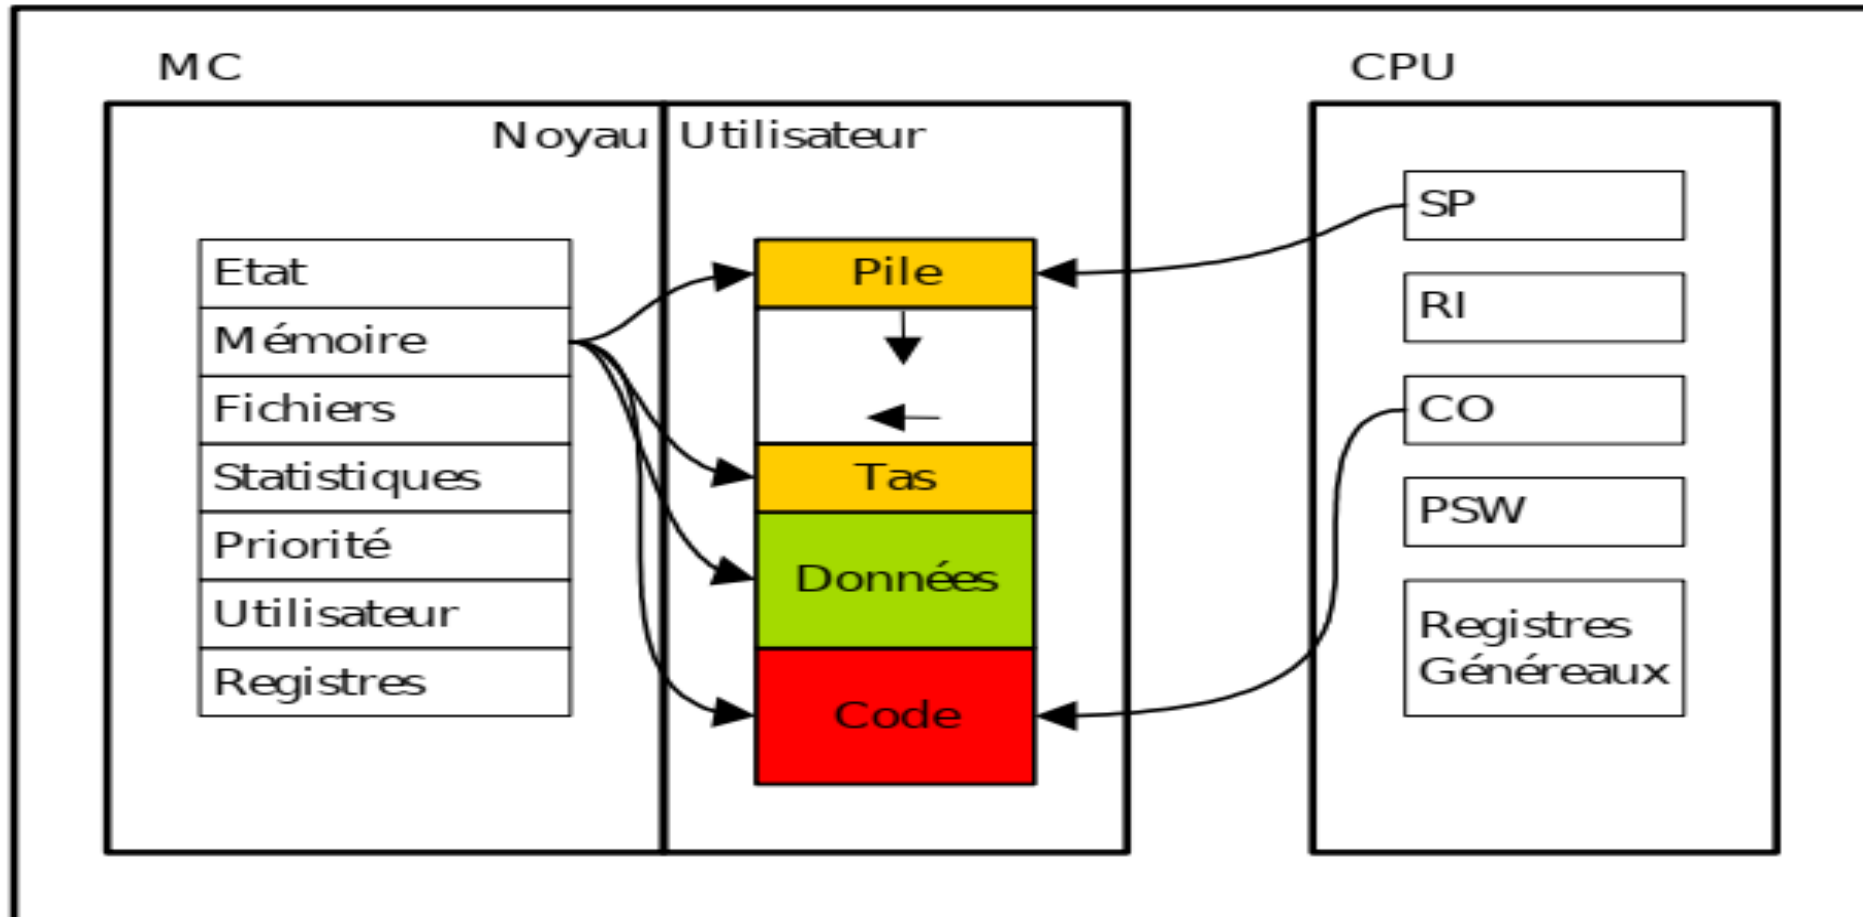 MC
CPU
Noyau
Utilisateur
Etat
Mémoire
Fichiers
Statistiques
Priorité
Utilisateur
Registres
Pile
Tas
Données
Code
SP
RI
CO
PSW
Registres
Généreaux